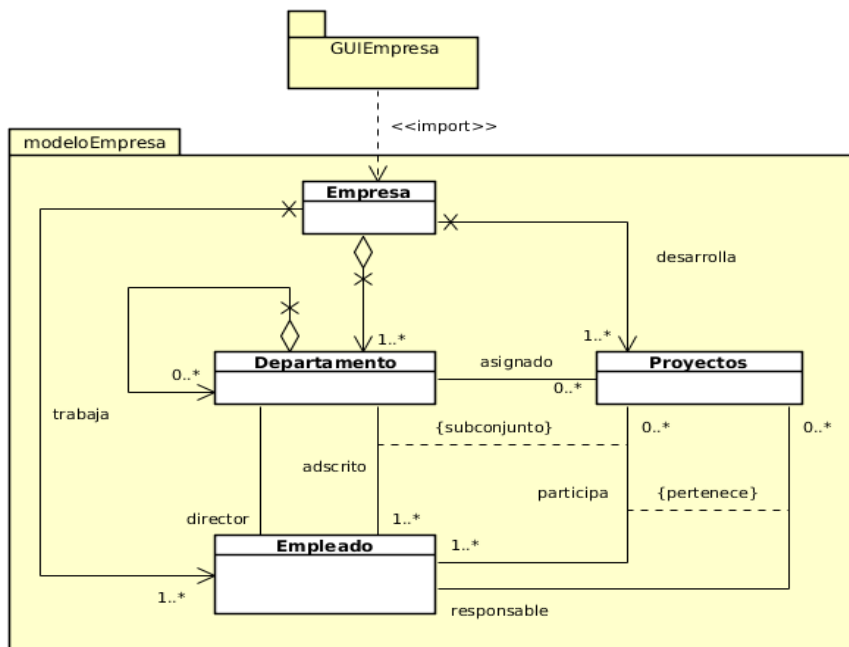 GUIEmpresa
<<import>>
modeloEmpresa
Empresa
desarrolla
1..*
1..*
Departamento
asignado
Proyectos
0..*
0..*
trabaja
{subconjunto}
0..*
0..*
adscrito
participa
{pertenece}
director
1..*
Empleado
1..*
1..*
responsable